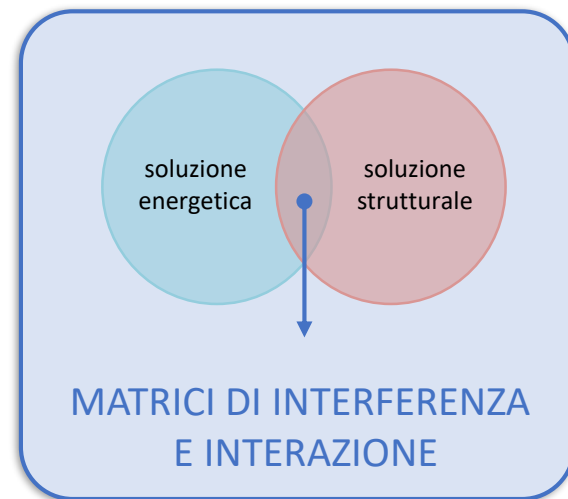 soluzione
energetica
soluzione
strutturale
MATRICI DI INTERFERENZA
E INTERAZIONE